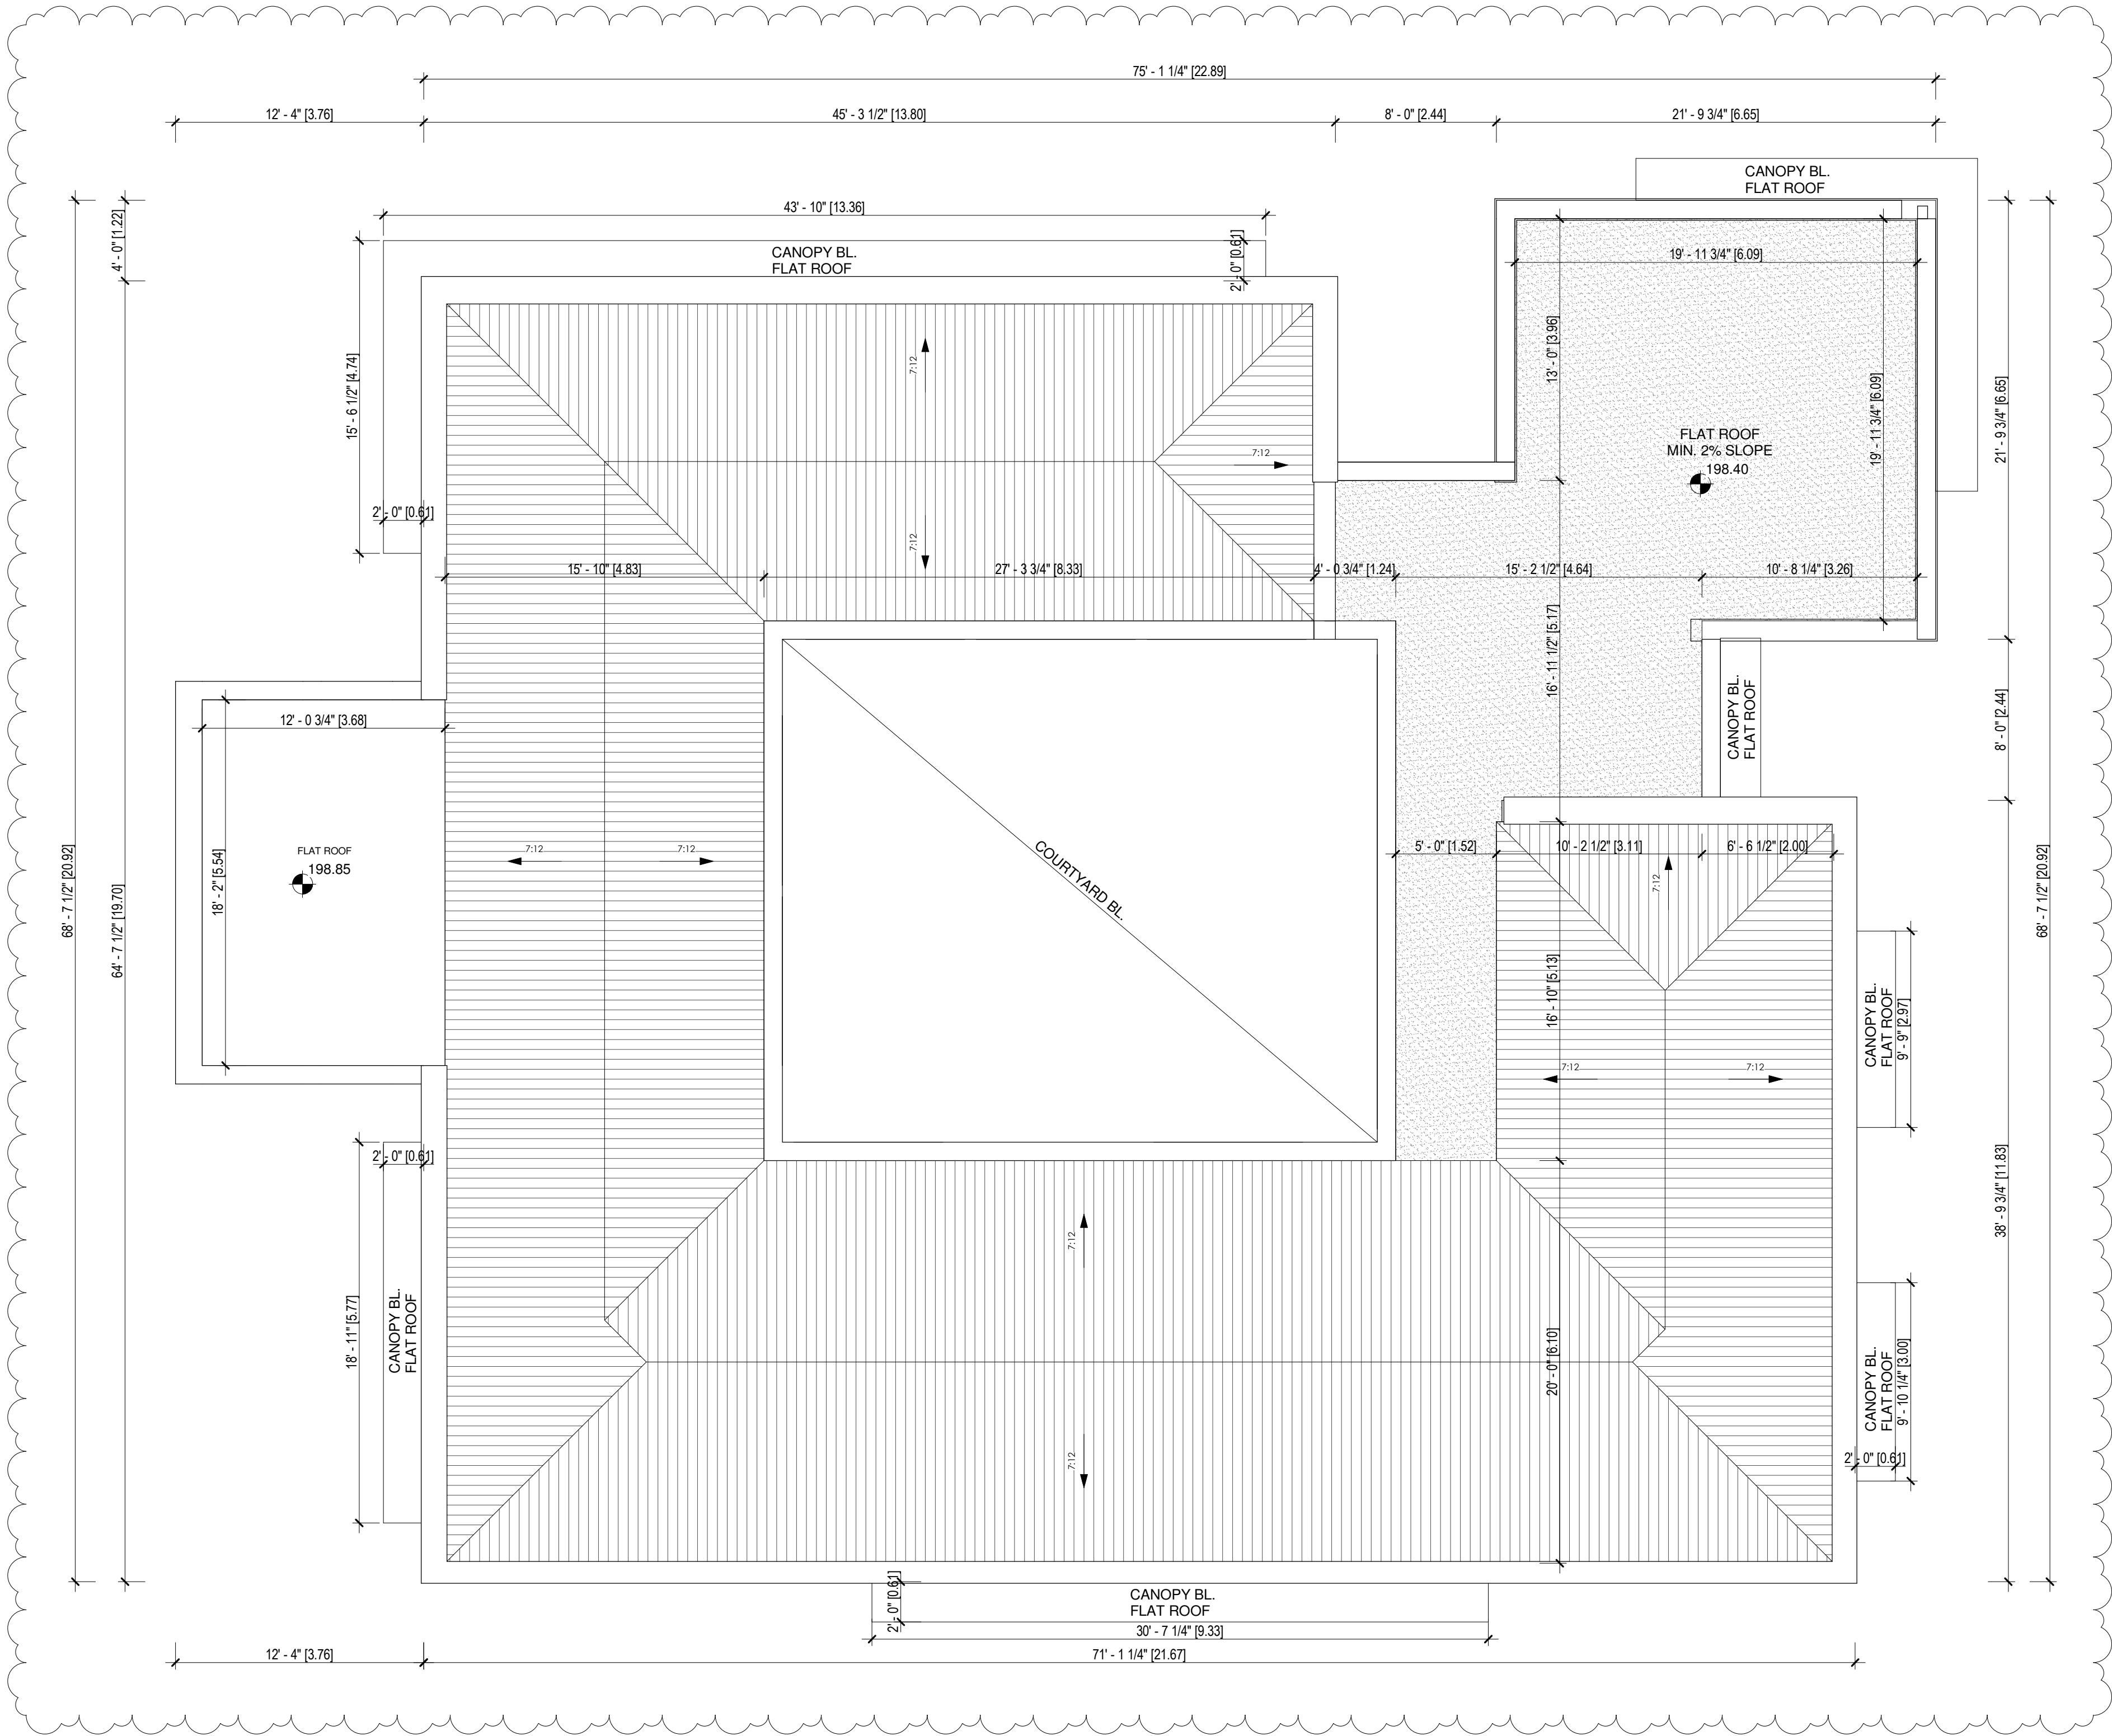 75' - 1 1/4" [22.89]
12' - 4" [3.76]
45' - 3 1/2" [13.80]
8' - 0" [2.44]
21' - 9 3/4" [6.65]
CANOPY BL.
FLAT ROOF
43' - 10" [13.36]
4' - 0" [1.22]
CANOPY BL.
FLAT ROOF
2' - 0" [0.61]
19' - 11 3/4" [6.09]
15' - 6 1/2" [4.74]
7:12
13' - 0" [3.96]
19' - 11 3/4" [6.09]
21' - 9 3/4" [6.65]
FLAT ROOF
MIN. 2% SLOPE
198.40
7:12
2' - 0" [0.61]
7:12
15' - 10" [4.83]
27' - 3 3/4" [8.33]
4' - 0 3/4" [1.24]
15' - 2 1/2" [4.64]
10' - 8 1/4" [3.26]
16' - 11 1/2" [5.17]
CANOPY BL.
FLAT ROOF
8' - 0" [2.44]
12' - 0 3/4" [3.68]
FLAT ROOF
198.85
18' - 2" [5.54]
7:12
7:12
COURTYARD BL.
5' - 0" [1.52]
10' - 2 1/2" [3.11]
6' - 6 1/2" [2.00]
7:12
68' - 7 1/2" [20.92]
64' - 7 1/2" [19.70]
68' - 7 1/2" [20.92]
16' - 10" [5.13]
CANOPY BL.
FLAT ROOF
9' - 9" [2.97]
7:12
7:12
2' - 0" [0.61]
38' - 9 3/4" [11.83]
7:12
18' - 11" [5.77]
CANOPY BL.
FLAT ROOF
20' - 0" [6.10]
CANOPY BL.
FLAT ROOF
9' - 10 1/4" [3.00]
7:12
2' - 0" [0.61]
2' - 0" [0.61]
CANOPY BL.
FLAT ROOF
30' - 7 1/4" [9.33]
12' - 4" [3.76]
71' - 1 1/4" [21.67]